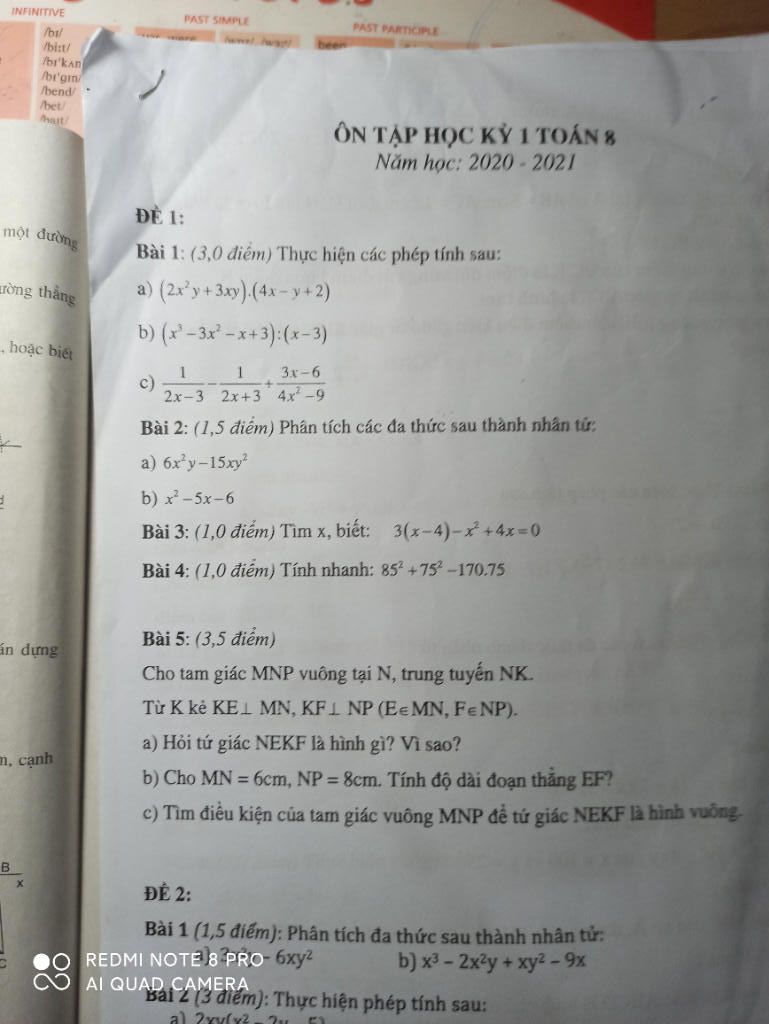 INFINITIVE PAST SIMPLE PAST PARTICIPLE
/bɪ/
/biːt/
/bɪ'kʌm
/bɪ'gɪn/
/bend/
/bet/
been
ÔN TẬP HỌC KỲ 1 TOÁN 8
Năm học: 2020 - 2021
ĐỀ 1:
Bài 1: (3,0 điểm) Thực hiện các phép tính sau:
a) (2x²y + 3xy).(4x − y + 2)
b) (x³ − 3x² − x + 3):(x − 3)
c) 1/(2x − 3) − 1/(2x + 3) + (3x − 6)/(4x² − 9)
Bài 2: (1,5 điểm) Phân tích các đa thức sau thành nhân tử:
a) 6x²y − 15xy²
b) x² − 5x − 6
Bài 3: (1,0 điểm) Tìm x, biết: 3(x − 4) − x² + 4x = 0
Bài 4: (1,0 điểm) Tính nhanh: 85² + 75² − 170.75
Bài 5: (3,5 điểm)
Cho tam giác MNP vuông tại N, trung tuyến NK.
Từ K kẻ KE⊥ MN, KF⊥ NP (E∈MN, F∈NP).
a) Hỏi tứ giác NEKF là hình gì? Vì sao?
b) Cho MN = 6cm, NP = 8cm. Tính độ dài đoạn thẳng EF?
c) Tìm điều kiện của tam giác vuông MNP để tứ giác NEKF là hình vuông.
ĐỀ 2:
Bài 1 (1,5 điểm): Phân tích đa thức sau thành nhân tử:
- 6xy² b) x³ – 2x²y + xy² – 9x
Bài 2 (3 điểm): Thực hiện phép tính sau:
một đường
ường thẳng
, hoặc biết
dựng
, cạnh
B
x
C
REDMI NOTE 8 PRO
AI QUAD CAMERA